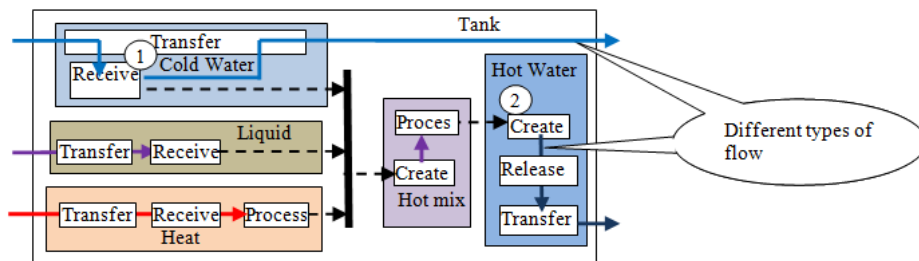 Tank
Transfer
1
Receive
Cold Water
Liquid
Transfer
Receive
Transfer
Receive
Process
Heat
Proces
Create
Hot mix
Hot Water
2
Create
Release
Transfer
Different types of
flow